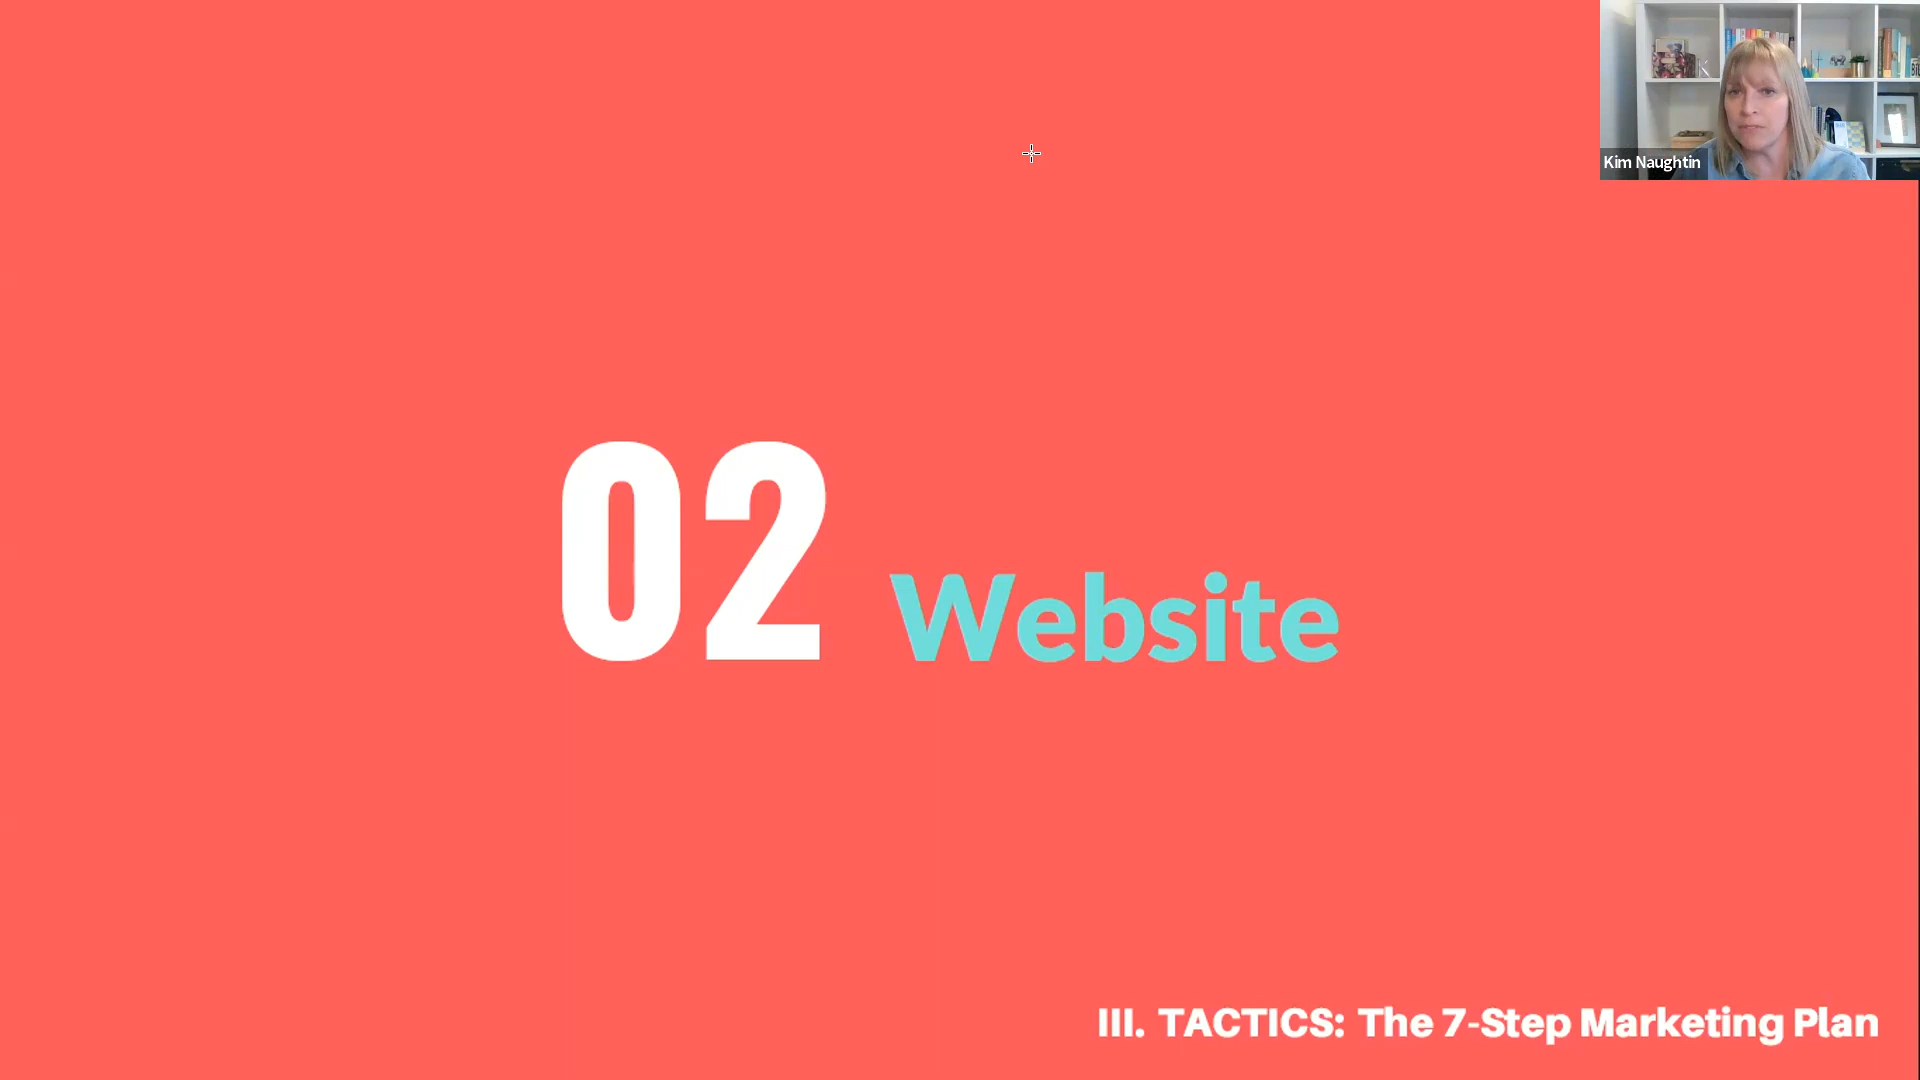 Kim Naughtin
02 Website
III. TACTICS: The 7-Step Marketing Plan